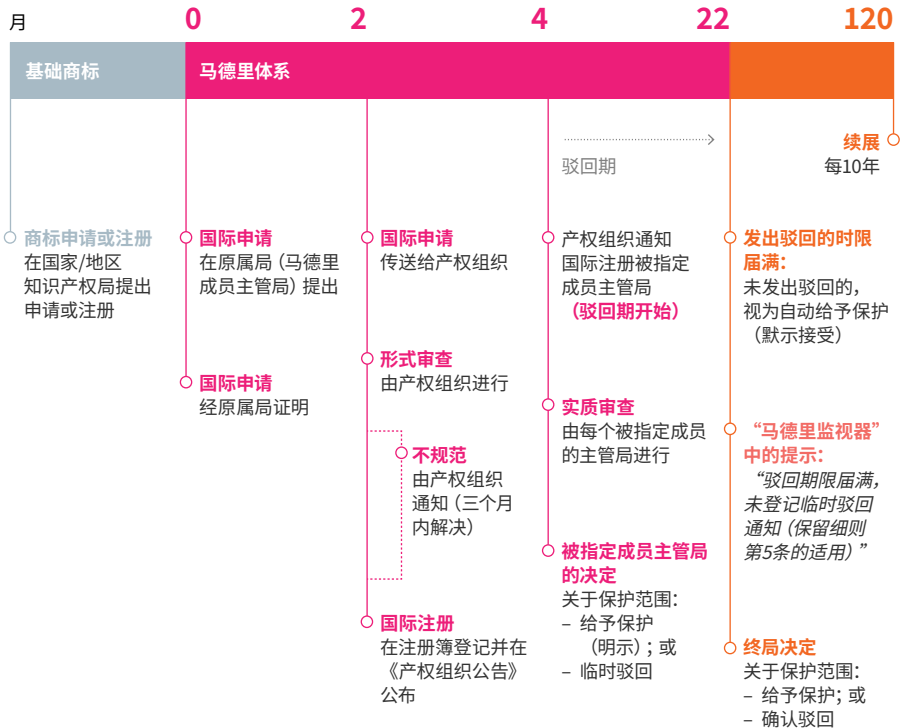 月
0
2
4
22
120
基础商标
马德里体系
续展
每10年
驳回期
商标申请或注册
在国家/地区
知识产权局提出
申请或注册
国际申请
在原属局（马德里
成员主管局）提出
国际申请
经原属局证明
国际申请
传送给产权组织
形式审查
由产权组织进行
不规范
由产权组织
通知（三个月
内解决）
国际注册
在注册簿登记并在
《产权组织公告》
公布
产权组织通知
国际注册被指定
成员主管局
（驳回期开始）
实质审查
由每个被指定成员
的主管局进行
被指定成员主管局
的决定
关于保护范围：
– 给予保护
（明示）；或
– 临时驳回
发出驳回的时限
届满：
未发出驳回的，
视为自动给予保护
（默示接受）
“马德里监视器”
中的提示：
“驳回期限届满，
未登记临时驳回
通知（保留细则
第5条的适用）”
终局决定
关于保护范围：
– 给予保护；或
– 确认驳回